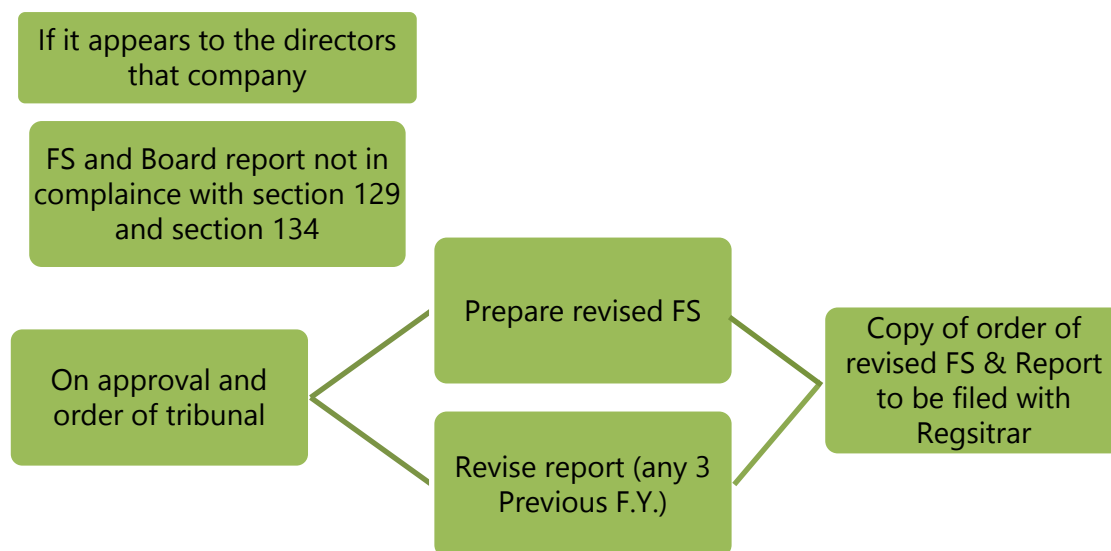 If it appears to the directors
that company
FS and Board report not in
complaince with section 129
and section 134
On approval and
order of tribunal
Prepare revised FS
Revise report (any 3
Previous F.Y.)
Copy of order of
revised FS & Report
to be filed with
Regsitrar